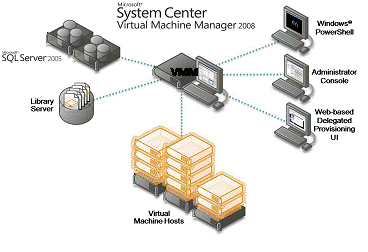 Microsoft®
System Center
Virtual Machine Manager 2008
Microsoft®
SQL Server 2005
VMM
Library
Server
Windows®
PowerShell
Administrator
Console
Web-based
Delegated
Provisioning
UI
Virtual
Machine Hosts